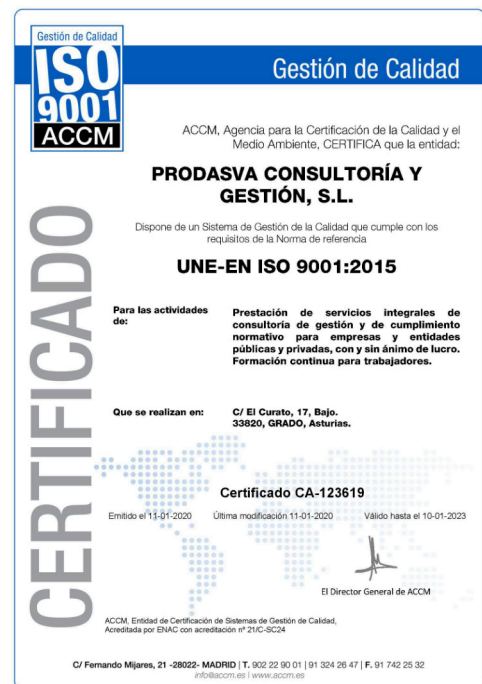 Gestión de Calidad
ISO
9001
ACCM
Gestión de Calidad
ACCM, Agencia para la Certificación de la Calidad y el
Medio Ambiente, CERTIFICA que la entidad:
PRODASVA CONSULTORÍA Y
GESTIÓN, S.L.
Dispone de un Sistema de Gestión de la Calidad que cumple con los
requisitos de la Norma de referencia
UNE-EN ISO 9001:2015
CERTIFICADO
Para las actividades
de:
Prestación de servicios integrales de
consultoría de gestión y de cumplimiento
normativo para empresas y entidades
públicas y privadas, con y sin ánimo de lucro.
Formación continua para trabajadores.
Que se realizan en:
C/ El Curato, 17, Bajo.
33820, GRADO, Asturias.
Certificado CA-123619
Emitido el 11-01-2020 Última modificación 11-01-2020 Válido hasta el 10-01-2023
El Director General de ACCM
ACCM, Entidad de Certificación de Sistemas de Gestión de Calidad,
Acreditada por ENAC con acreditación nº 21/C-SC24
C/ Fernando Mijares, 21 -28022- MADRID | T. 902 22 90 01 | 91 324 26 47 | F. 91 742 25 32
info@accm.es | www.accm.es